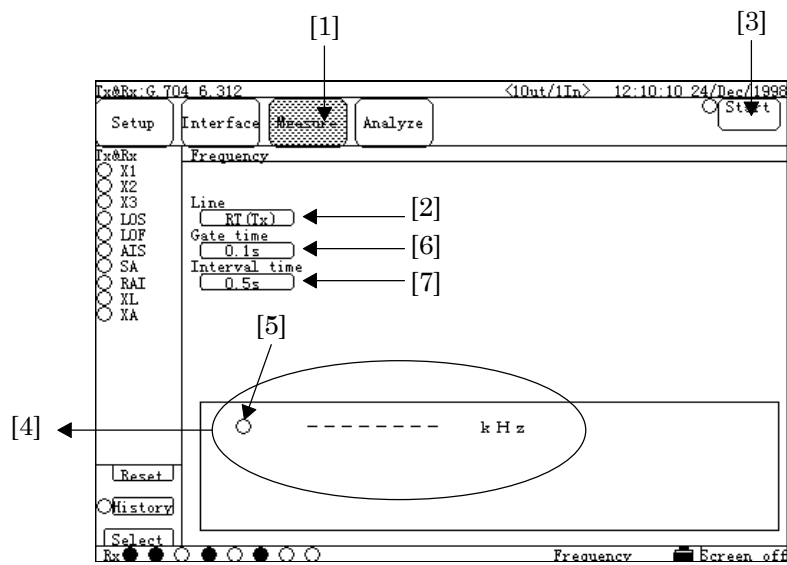 [1]
[3]
Tx&Rx:G.704 6.312 <1Out/1In> 12:10:10 24/Dec/1998
Setup Interface Measure Analyze Start
Tx&Rx
Frequency
X1
X2
X3
LOS
LOF
AIS
SA
RAI
XL
XA
Line
RT(Tx) [2]
Gate time
0.1s [6]
Interval time
0.5s [7]
[5]
[4]
-------- kHz
Reset
History
Select
Rx Frequency Screen off